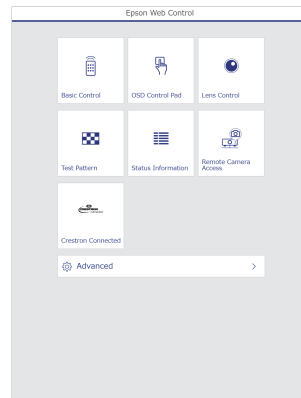 Epson Web Control
Basic Control
OSD Control Pad
Lens Control
Test Pattern
Status Information
Remote Camera
Access
CRESTRON
Crestron Connected
Advanced